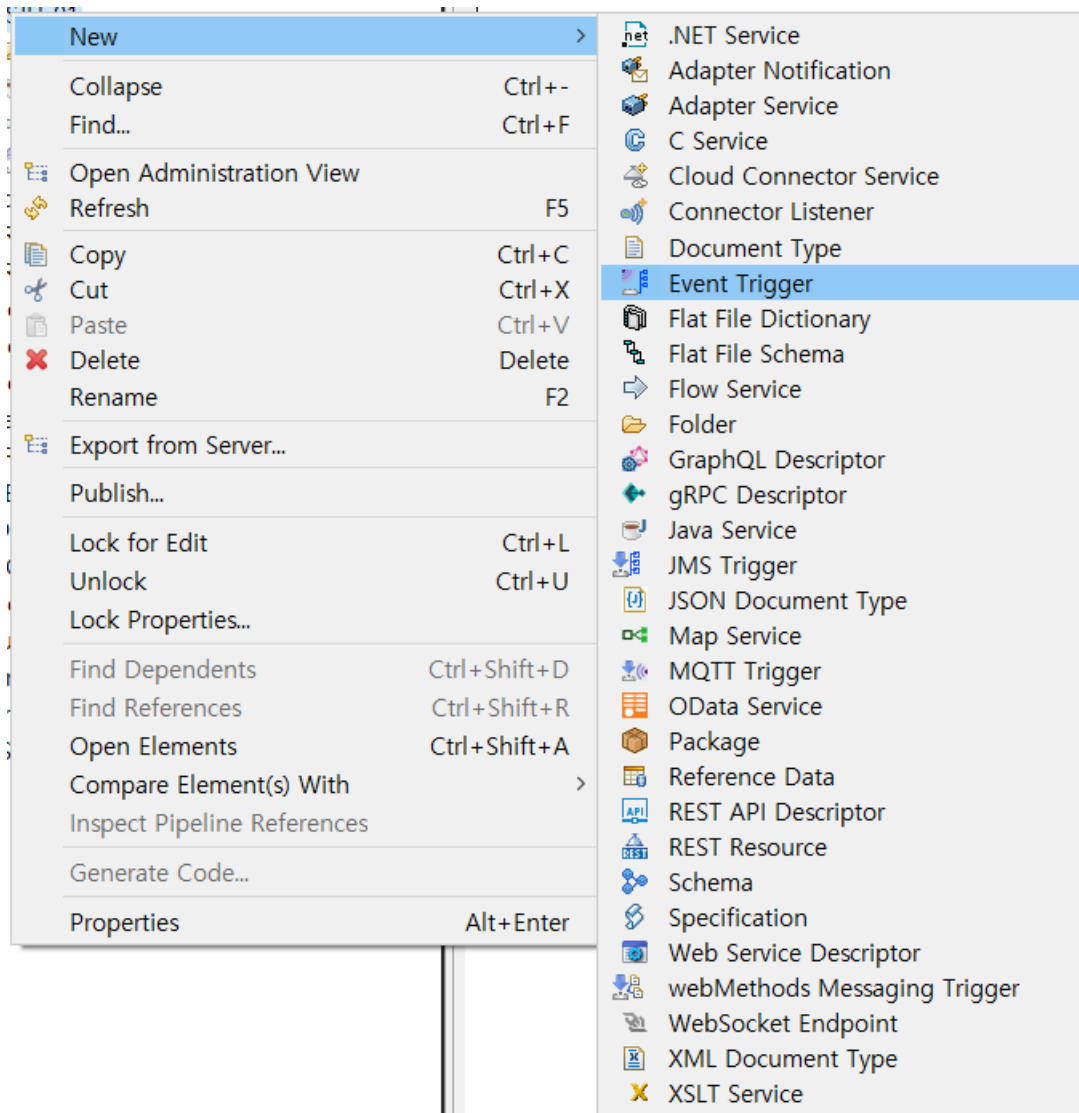 New
Collapse Ctrl+-
Find... Ctrl+F
Open Administration View
Refresh F5
Copy Ctrl+C
Cut Ctrl+X
Paste Ctrl+V
Delete Delete
Rename F2
Export from Server...
Publish...
Lock for Edit Ctrl+L
Unlock Ctrl+U
Lock Properties...
Find Dependents Ctrl+Shift+D
Find References Ctrl+Shift+R
Open Elements Ctrl+Shift+A
Compare Element(s) With
Inspect Pipeline References
Generate Code...
Properties Alt+Enter
.NET Service
Adapter Notification
Adapter Service
C Service
Cloud Connector Service
Connector Listener
Document Type
Event Trigger
Flat File Dictionary
Flat File Schema
Flow Service
Folder
GraphQL Descriptor
gRPC Descriptor
Java Service
JMS Trigger
JSON Document Type
Map Service
MQTT Trigger
OData Service
Package
Reference Data
REST API Descriptor
REST Resource
Schema
Specification
Web Service Descriptor
webMethods Messaging Trigger
WebSocket Endpoint
XML Document Type
XSLT Service